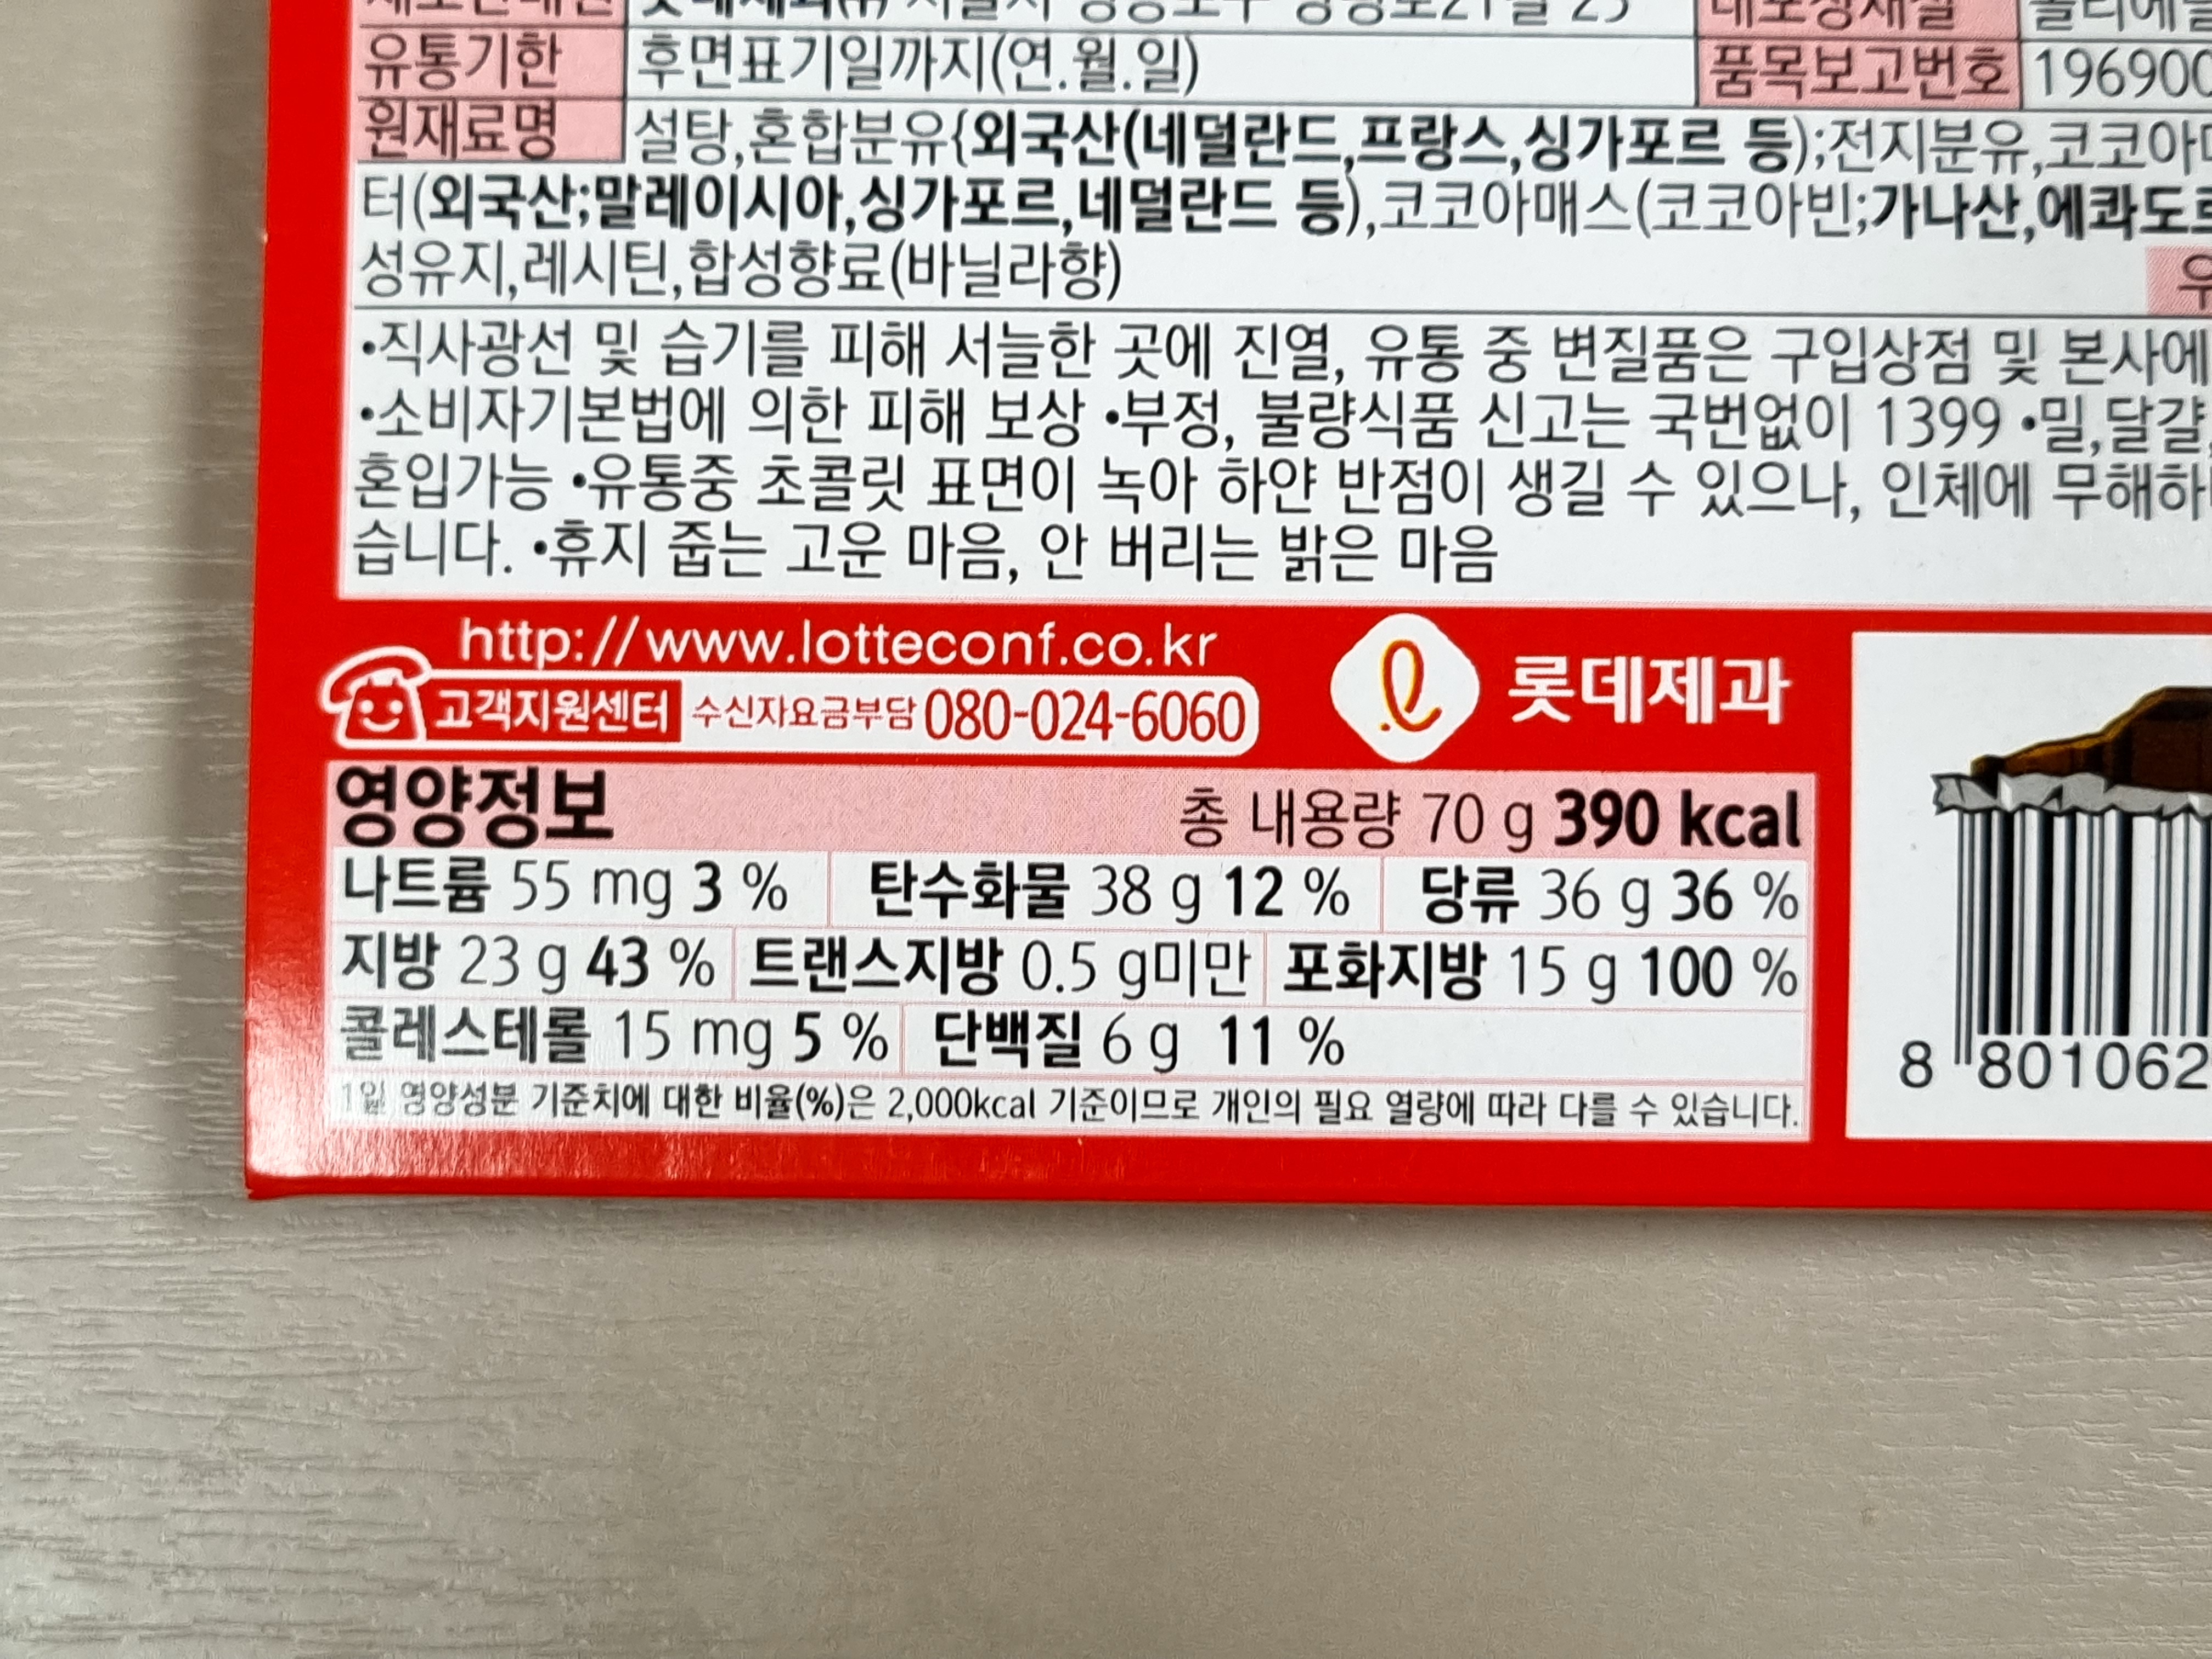 유통기한 후면표기일까지(연.월.일) 품목보고번호 196900
원재료명 설탕,혼합분유{외국산(네덜란드,프랑스,싱가포르 등);전지분유,코코아
터(외국산;말레이시아,싱가포르,네덜란드 등),코코아매스(코코아빈;가나산,에콰도르
성유지,레시틴,합성향료(바닐라향)
•직사광선 및 습기를 피해 서늘한 곳에 진열, 유통 중 변질품은 구입상점 및 본사에
•소비자기본법에 의한 피해 보상 •부정, 불량식품 신고는 국번없이 1399 •밀,달걀,
혼입가능 •유통중 초콜릿 표면이 녹아 하얀 반점이 생길 수 있으나, 인체에 무해하
습니다. •휴지 줍는 고운 마음, 안 버리는 밝은 마음
http://www.lotteconf.co.kr
고객지원센터 수신자요금부담 080-024-6060
롯데제과
영양정보 총 내용량 70 g 390 kcal
나트륨 55 mg 3 % 탄수화물 38 g 12 % 당류 36 g 36 %
지방 23 g 43 % 트랜스지방 0.5 g미만 포화지방 15 g 100 %
콜레스테롤 15 mg 5 % 단백질 6 g 11 %
1일 영양성분 기준치에 대한 비율(%)은 2,000kcal 기준이므로 개인의 필요 열량에 따라 다를 수 있습니다.
8 801062